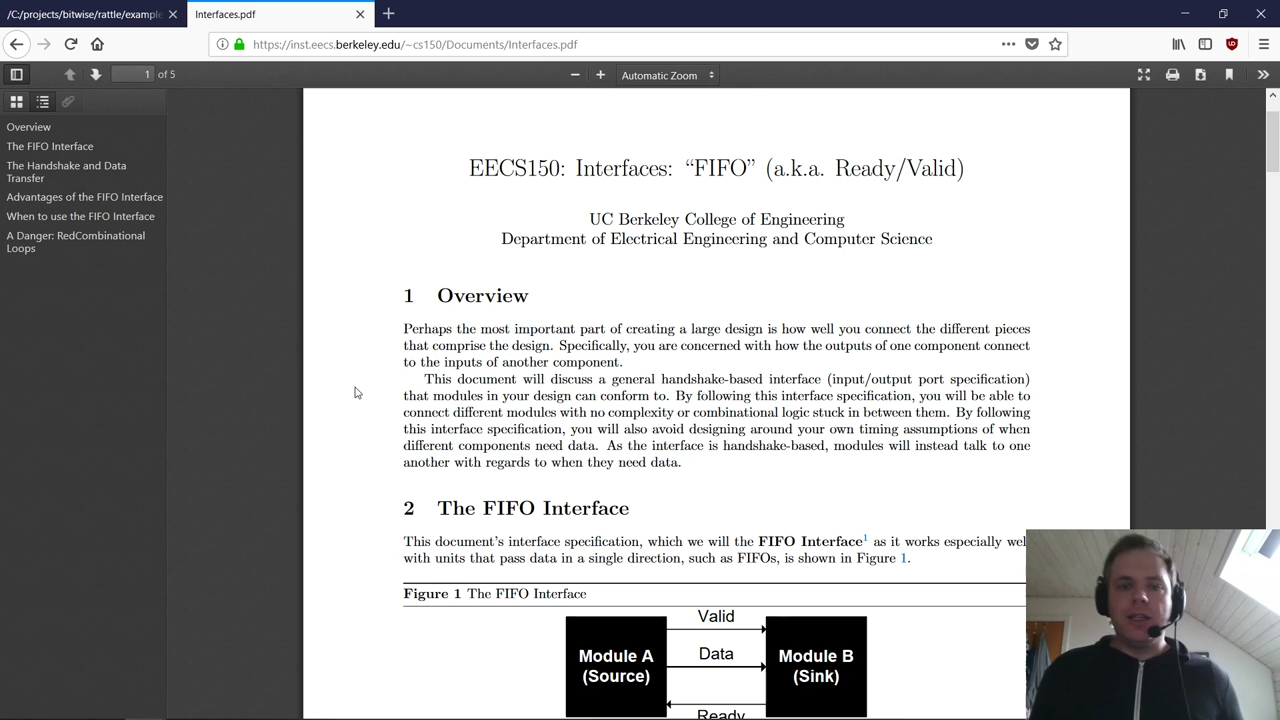 /C:/projects/bitwise/rattle/example
Interfaces.pdf
https://inst.eecs.berkeley.edu/~cs150/Documents/Interfaces.pdf
1 of 5
Automatic Zoom
Overview
The FIFO Interface
The Handshake and Data
Transfer
Advantages of the FIFO Interface
When to use the FIFO Interface
A Danger: RedCombinational
Loops
EECS150: Interfaces: “FIFO” (a.k.a. Ready/Valid)
UC Berkeley College of Engineering
Department of Electrical Engineering and Computer Science
1 Overview
Perhaps the most important part of creating a large design is how well you connect the different pieces
that comprise the design. Specifically, you are concerned with how the outputs of one component connect
to the inputs of another component.
This document will discuss a general handshake-based interface (input/output port specification)
that modules in your design can conform to. By following this interface specification, you will be able to
connect different modules with no complexity or combinational logic stuck in between them. By following
this interface specification, you will also avoid designing around your own timing assumptions of when
different components need data. As the interface is handshake-based, modules will instead talk to one
another with regards to when they need data.
2 The FIFO Interface
This document's interface specification, which we will the FIFO Interface1 as it works especially wel
with units that pass data in a single direction, such as FIFOs, is shown in Figure 1.
Figure 1 The FIFO Interface
Valid
Module A
(Source)
Data
Module B
(Sink)
Ready